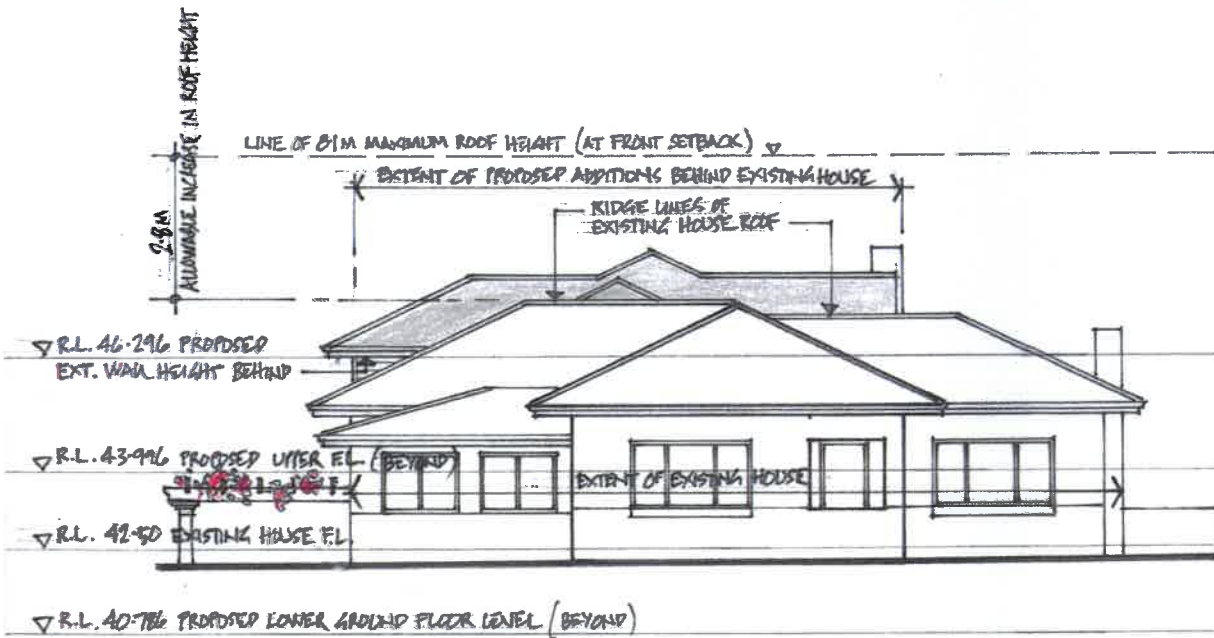 2.8M
ALLOWABLE INCREASE IN ROOF HEIGHT
LINE OF 81M MAXIMUM ROOF HEIGHT (AT FRONT SETBACK)
EXTENT OF PROPOSED ADDITIONS BEHIND EXISTING HOUSE
RIDGE LINES OF
EXISTING HOUSE ROOF
R.L. 46.296 PROPOSED
EXT. WALL HEIGHT BEHIND
R.L. 43.996 PROPOSED UPPER F.L. (BEYOND)
EXTENT OF EXISTING HOUSE
R.L. 42.50 EXISTING HOUSE F.L.
R.L. 40.786 PROPOSED LOWER GROUND FLOOR LEVEL (BEYOND)